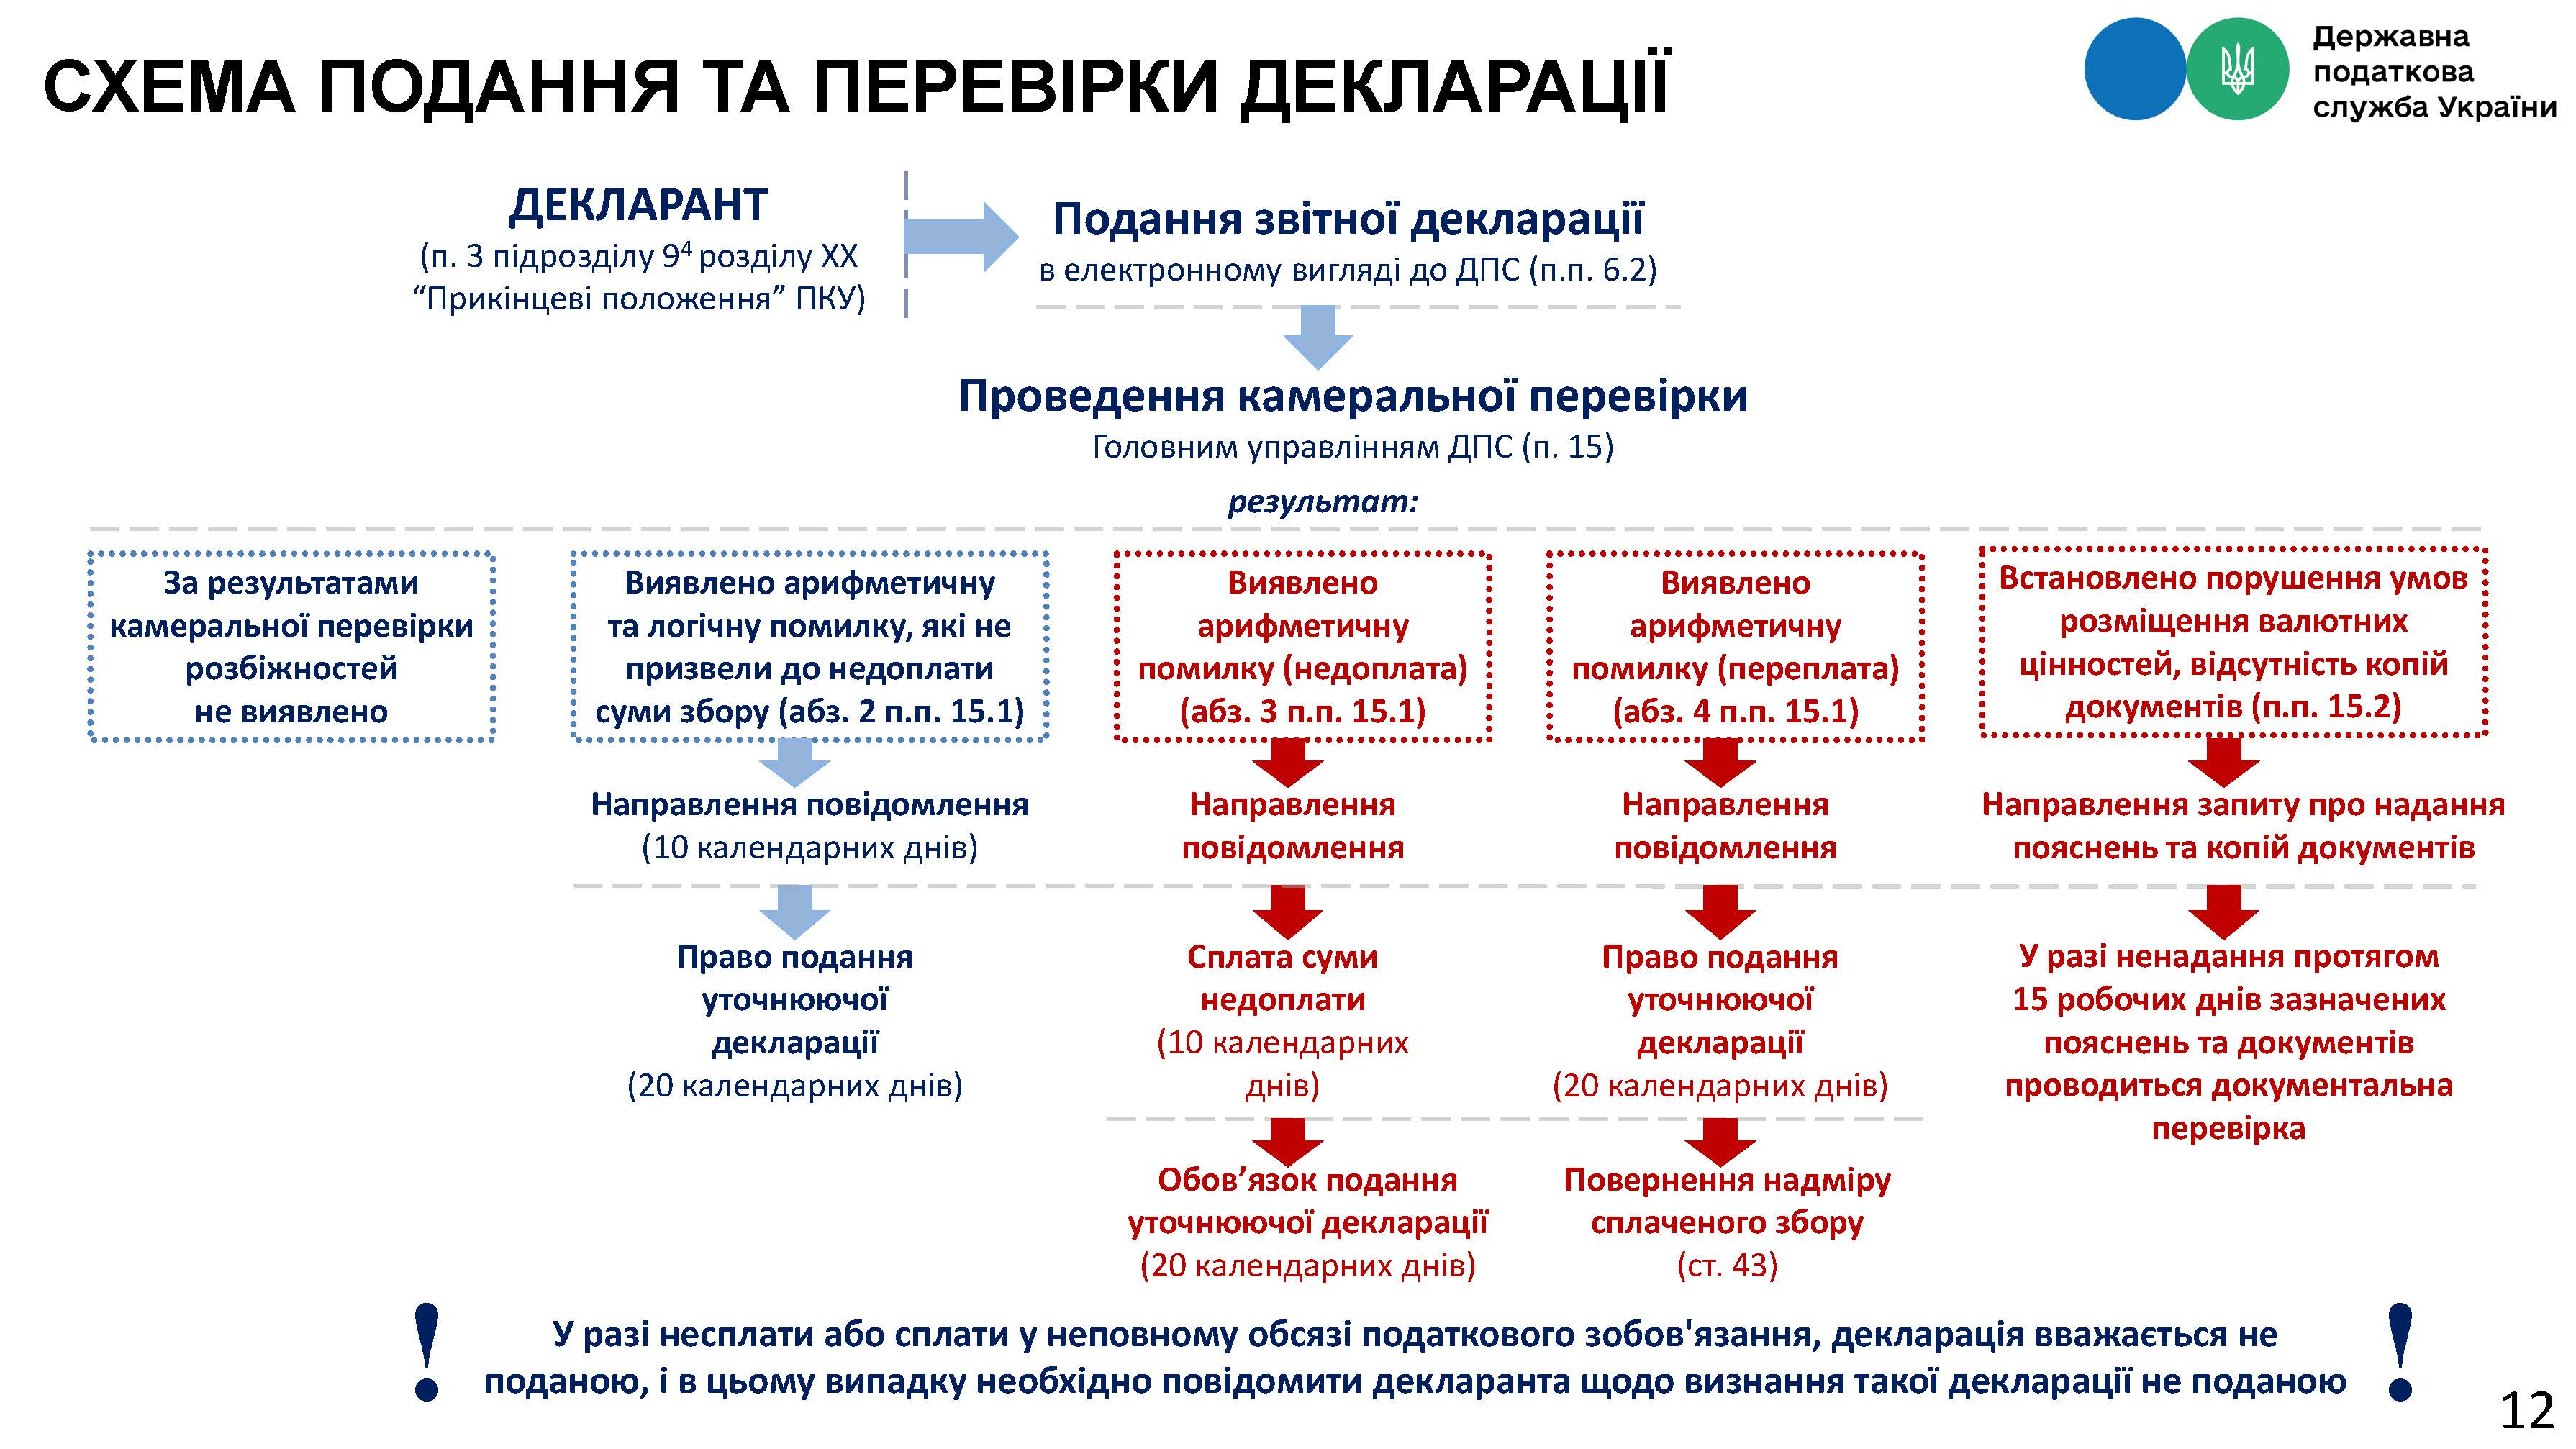 СХЕМА ПОДАННЯ ТА ПЕРЕВІРКИ ДЕКЛАРАЦІЇ
Державна
податкова
служба України
ДЕКЛАРАНТ
(п. 3 підрозділу 9⁴ розділу ХХ
“Прикінцеві положення” ПКУ)
Подання звітної декларації
в електронному вигляді до ДПС (п.п. 6.2)
Проведення камеральної перевірки
Головним управлінням ДПС (п. 15)
результат:
За результатами
камеральної перевірки
розбіжностей
не виявлено
Виявлено арифметичну
та логічну помилку, які не
призвели до недоплати
суми збору (абз. 2 п.п. 15.1)
Направлення повідомлення
(10 календарних днів)
Право подання
уточнюючої
декларації
(20 календарних днів)
Виявлено
арифметичну
помилку (недоплата)
(абз. 3 п.п. 15.1)
Направлення
повідомлення
Сплата суми
недоплати
(10 календарних
днів)
Обов’язок подання
уточнюючої декларації
(20 календарних днів)
Виявлено
арифметичну
помилку (переплата)
(абз. 4 п.п. 15.1)
Направлення
повідомлення
Право подання
уточнюючої
декларації
(20 календарних днів)
Повернення надміру
сплаченого збору
(ст. 43)
Встановлено порушення умов
розміщення валютних
цінностей, відсутність копій
документів (п.п. 15.2)
Направлення запиту про надання
пояснень та копій документів
У разі ненадання протягом
15 робочих днів зазначених
пояснень та документів
проводиться документальна
перевірка
! У разі несплати або сплати у неповному обсязі податкового зобов'язання, декларація вважається не !
поданою, і в цьому випадку необхідно повідомити декларанта щодо визнання такої декларації не поданою
12